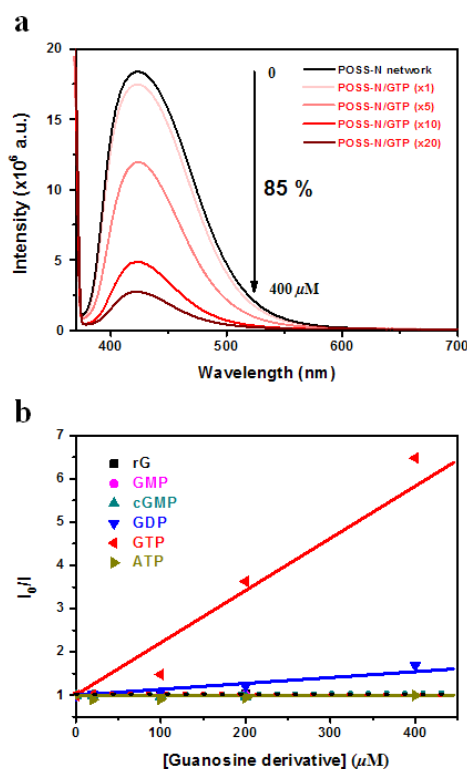 a
20
15
10
5
0
Intensity (x10⁶ a.u.)
400 500 600 700
Wavelength (nm)
POSS-N network
POSS-N/GTP (x1)
POSS-N/GTP (x5)
POSS-N/GTP (x10)
POSS-N/GTP (x20)
0
85 %
400 μM
b
7
6
5
4
3
2
1
I₀/I
rG
GMP
cGMP
GDP
GTP
ATP
0 100 200 300 400
[Guanosine derivative] (μM)